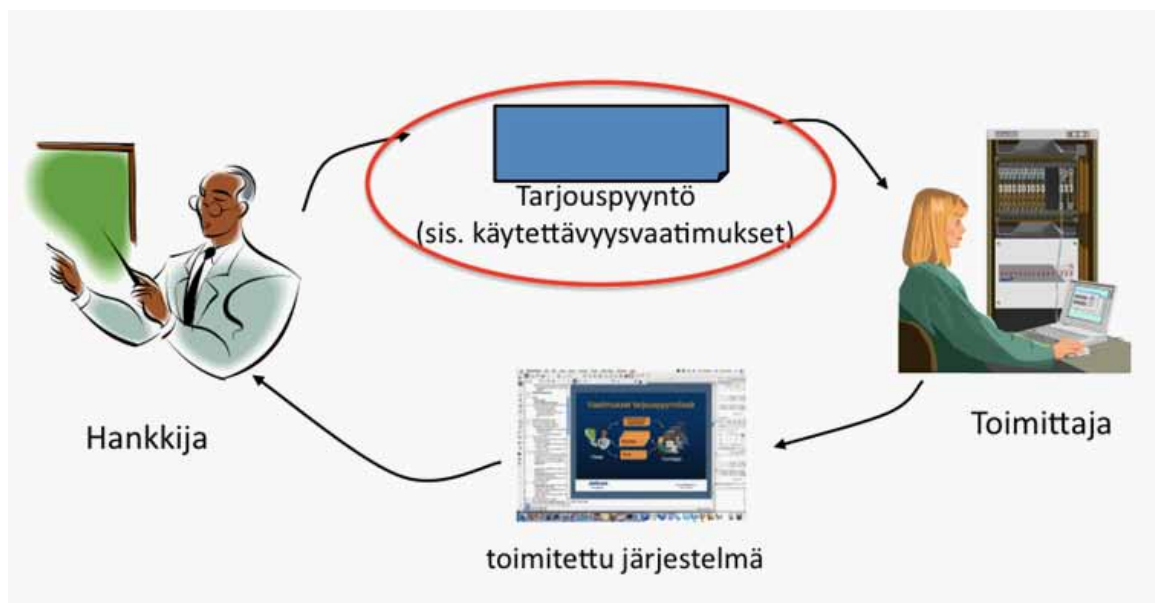 Tarjouspyyntö
(sis. käytettävyysvaatimukset)
Hankkija
Toimittaja
toimitettu järjestelmä